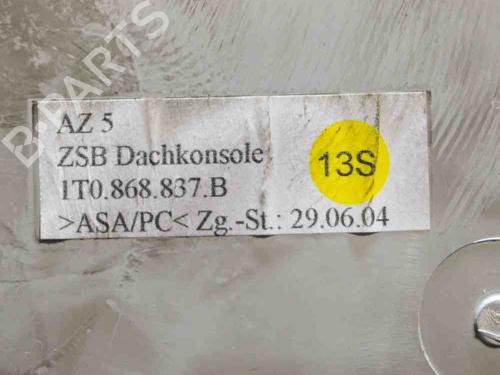 B-PARTS
AZ 5
ZSB Dachkonsole
13S
1T0.868.837.B
>ASA/PC< Zg.-St.: 29.06.04